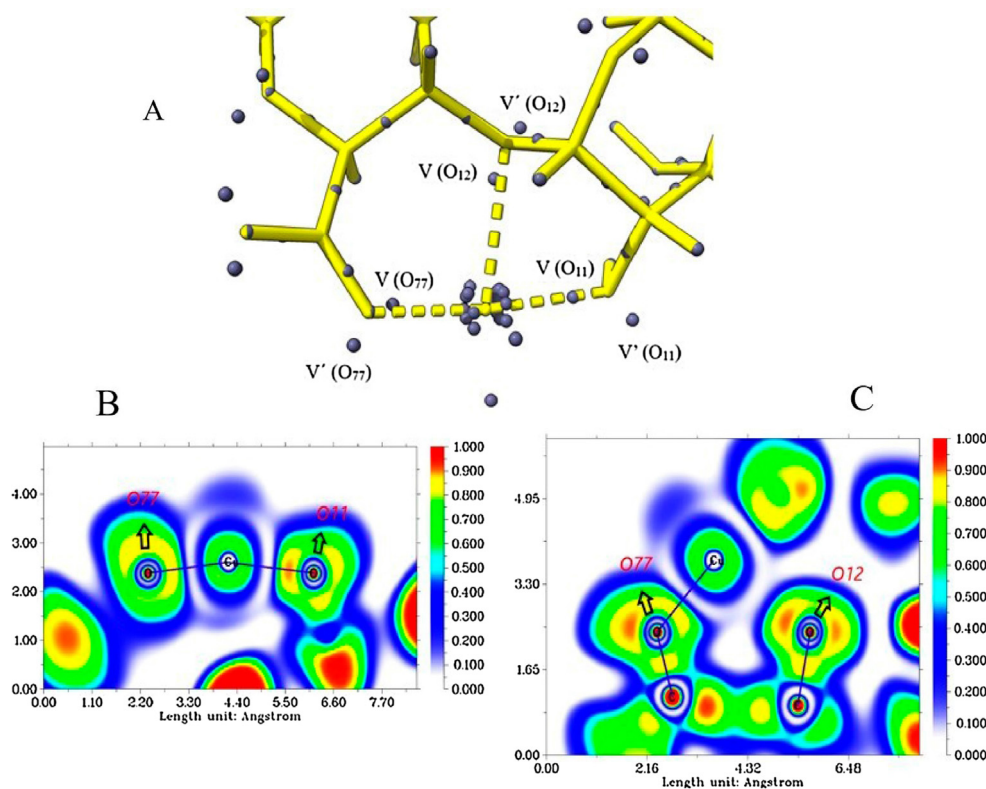 A
V´ (O12)
V (O12)
V (O77)
V (O11)
V´ (O77)
V' (O11)
B
C
-1.00
3.00
2.00
1.00
0.00
0.00 1.10 2.20 3.30 4.40 5.50 6.60 7.70
Length unit: Angstrom
O77
Cu
O11
1.000
0.900
0.800
0.700
0.600
0.500
0.400
0.300
0.200
0.100
0.000
-1.95
3.30
1.65
0.00
0.00 2.16 4.32 6.48
Length unit: Angstrom
O77
Cu
O12
1.000
0.900
0.800
0.700
0.600
0.500
0.400
0.300
0.200
0.100
0.000